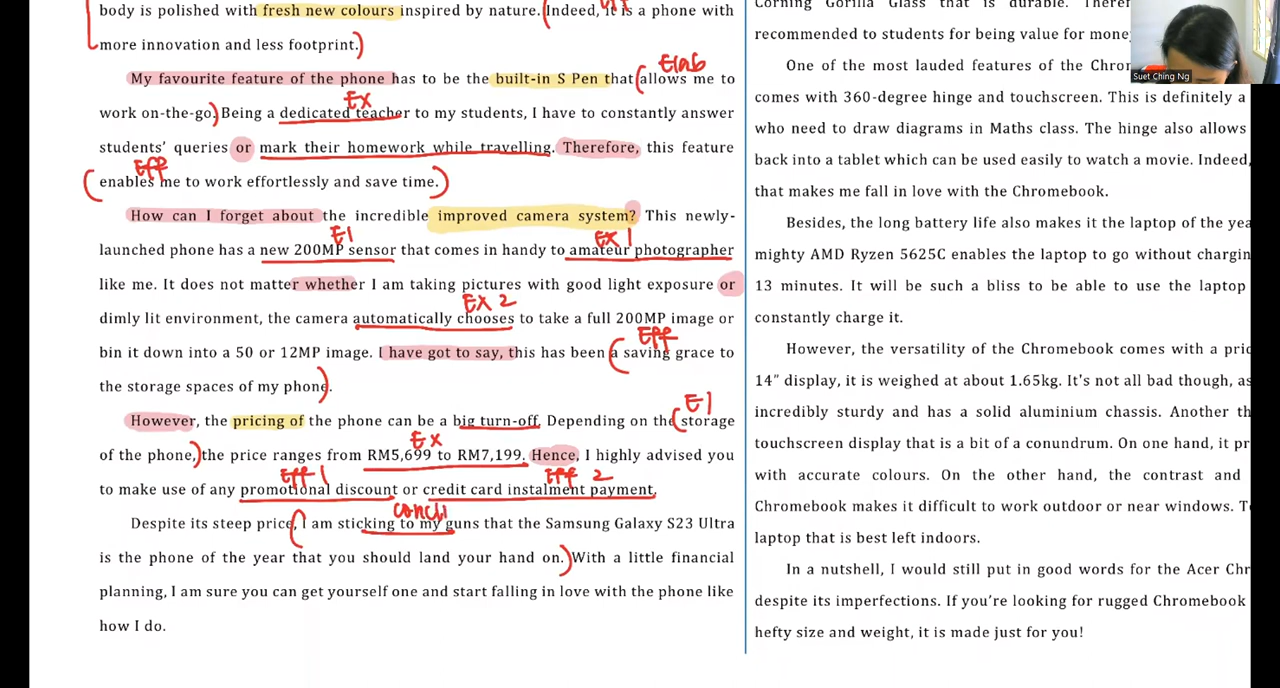 body is polished with fresh new colours inspired by nature. Indeed, it is a phone with
more innovation and less footprint.
Elab
My favourite feature of the phone has to be the built-in S Pen that allows me to
Ex
work on-the-go. Being a dedicated teacher to my students, I have to constantly answer
students' queries or mark their homework while travelling. Therefore, this feature
Eff
enables me to work effortlessly and save time.
How can I forget about the incredible improved camera system? This newly-
E1
Ex 1
launched phone has a new 200MP sensor that comes in handy to amateur photographer
like me. It does not matter whether I am taking pictures with good light exposure or
Ex 2
dimly lit environment, the camera automatically chooses to take a full 200MP image or
Eff
bin it down into a 50 or 12MP image. I have got to say, this has been a saving grace to
the storage spaces of my phone.
El
However, the pricing of the phone can be a big turn-off. Depending on the storage
Ex
of the phone, the price ranges from RM5,699 to RM7,199. Hence, I highly advised you
Eff 1
Eff 2
to make use of any promotional discount or credit card instalment payment.
concl
Despite its steep price, I am sticking to my guns that the Samsung Galaxy S23 Ultra
is the phone of the year that you should land your hand on. With a little financial
planning, I am sure you can get yourself one and start falling in love with the phone like
how I do.
Corning Gorilla Glass that is durable.
recommended to students for being value for
One of the most lauded features of the
comes with 360-degree hinge and touchscreen. This is definitely a
who need to draw diagrams in Maths class. The hinge also allows
back into a tablet which can be used easily to watch a movie. Indeed,
that makes me fall in love with the Chromebook.
Besides, the long battery life also makes it the laptop of the
mighty AMD Ryzen 5625C enables the laptop to go without
13 minutes. It will be such a bliss to be able to use the laptop
constantly charge it.
However, the versatility of the Chromebook comes with a
14" display, it is weighed at about 1.65kg. It's not all bad though, as
incredibly sturdy and has a solid aluminium chassis. Another
touchscreen display that is a bit of a conundrum. On one hand, it
with accurate colours. On the other hand, the contrast and
Chromebook makes it difficult to work outdoor or near windows.
laptop that is best left indoors.
In a nutshell, I would still put in good words for the Acer
despite its imperfections. If you're looking for rugged Chromebook
hefty size and weight, it is made just for you!
Suet Ching Ng